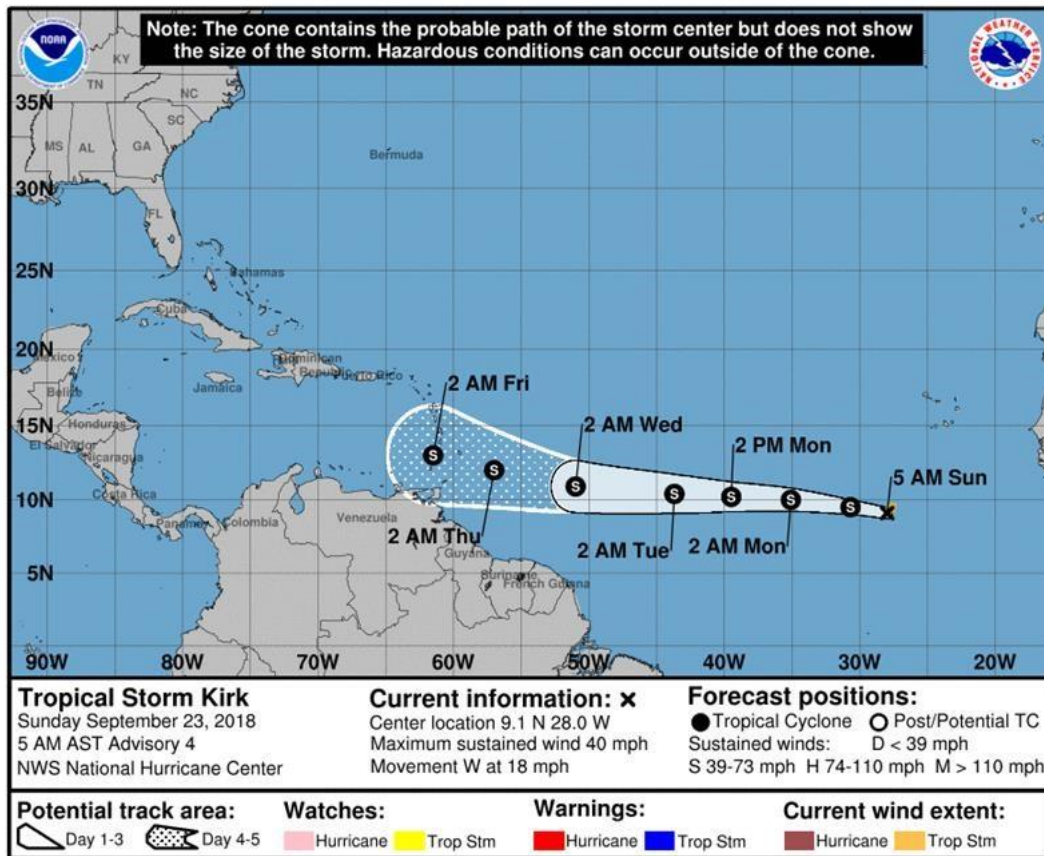 Note: The cone contains the probable path of the storm center but does not show
the size of the storm. Hazardous conditions can occur outside of the cone.
NOAA
NATIONAL WEATHER SERVICE
KY
35N
TN
NC
SC
MS
AL
GA
Bermuda
30N
FL
25N
Bahamas
Cuba
20N
Mexico
Dominican
Republic
Puerto Rico
Jamaica
Belize
2 AM Fri
15N
Honduras
2 AM Wed
El Salvador
Nicaragua
2 PM Mon
S
S
S
S
S
S
S
5 AM Sun
10N
Costa Rica
Panama
Colombia
Venezuela
2 AM Thu
2 AM Tue
2 AM Mon
Guyana
5N
Suriname
French Guiana
90W 80W 70W 60W 50W 40W 30W 20W
Tropical Storm Kirk
Sunday September 23, 2018
5 AM AST Advisory 4
NWS National Hurricane Center
Current information: x
Center location 9.1 N 28.0 W
Maximum sustained wind 40 mph
Movement W at 18 mph
Forecast positions:
Tropical Cyclone Post/Potential TC
Sustained winds: D < 39 mph
S 39-73 mph H 74-110 mph M > 110 mph
Potential track area:
Day 1-3 Day 4-5
Watches:
Hurricane Trop Stm
Warnings:
Hurricane Trop Stm
Current wind extent:
Hurricane Trop Stm